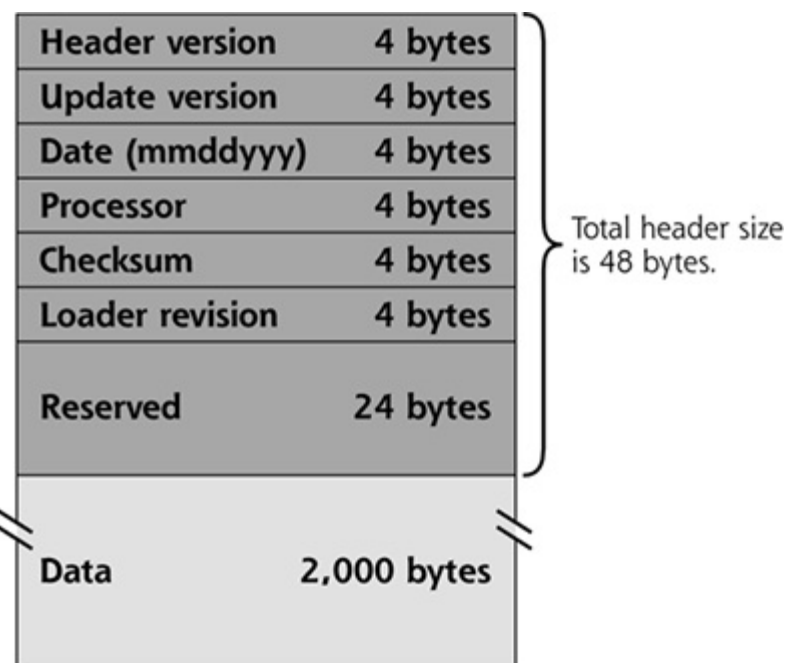 Header version 4 bytes
Update version 4 bytes
Date (mmddyyy) 4 bytes
Processor 4 bytes
Checksum 4 bytes
Loader revision 4 bytes
Reserved 24 bytes
Total header size
is 48 bytes.
Data 2,000 bytes